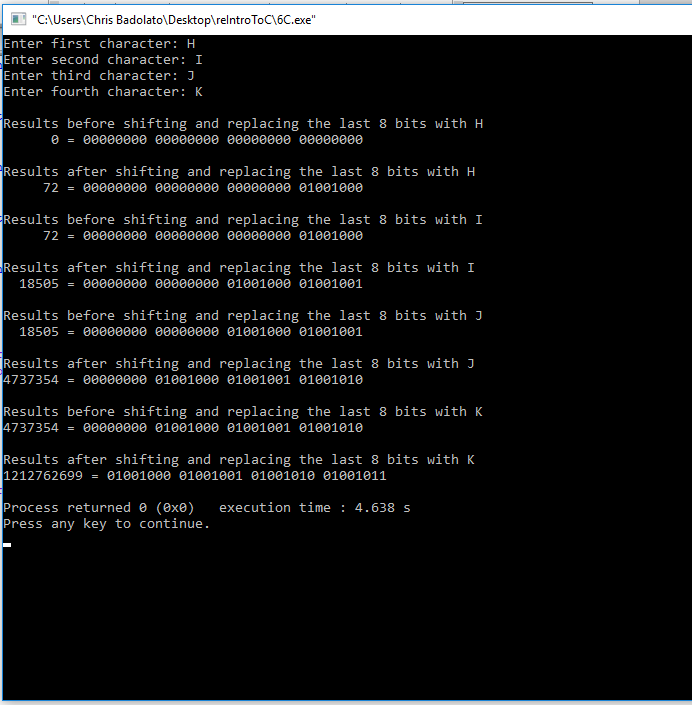 "C:\Users\Chris Badolato\Desktop\reIntroToC\6C.exe"
Enter first character: H
Enter second character: I
Enter third character: J
Enter fourth character: K
Results before shifting and replacing the last 8 bits with H
0 = 00000000 00000000 00000000 00000000
Results after shifting and replacing the last 8 bits with H
72 = 00000000 00000000 00000000 01001000
Results before shifting and replacing the last 8 bits with I
72 = 00000000 00000000 00000000 01001000
Results after shifting and replacing the last 8 bits with I
18505 = 00000000 00000000 01001000 01001001
Results before shifting and replacing the last 8 bits with J
18505 = 00000000 00000000 01001000 01001001
Results after shifting and replacing the last 8 bits with J
4737354 = 00000000 01001000 01001001 01001010
Results before shifting and replacing the last 8 bits with K
4737354 = 00000000 01001000 01001001 01001010
Results after shifting and replacing the last 8 bits with K
1212762699 = 01001000 01001001 01001010 01001011
Process returned 0 (0x0)   execution time : 4.638 s
Press any key to continue.